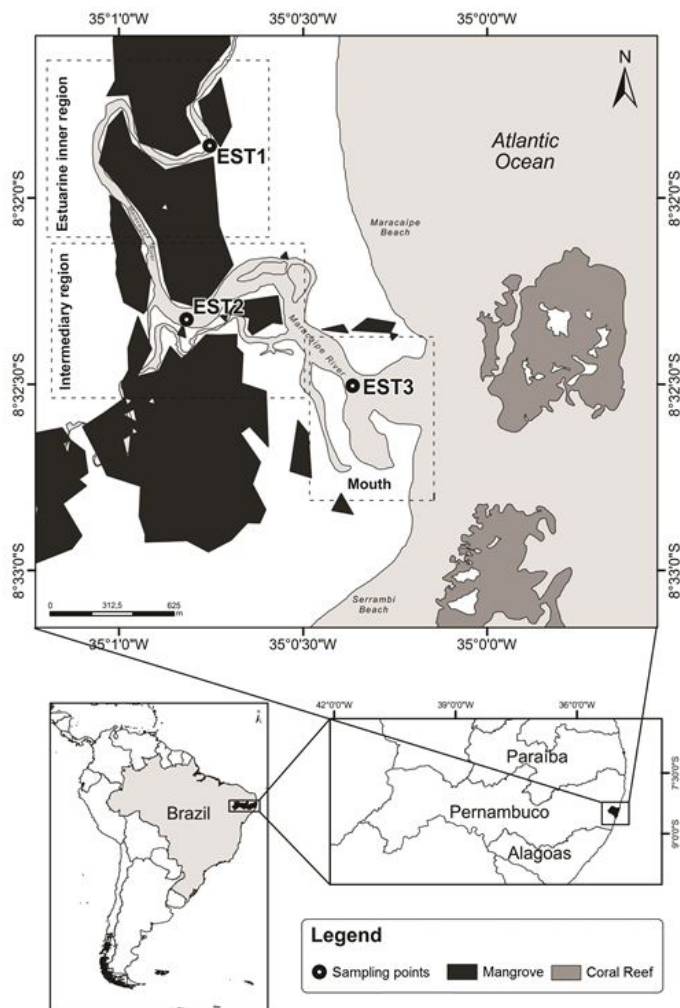 35°1'0"W
35°0'30"W
35°0'0"W
N
Estuarine inner region
EST1
Atlantic
Ocean
8°32'0"S
8°32'0"S
Maracaipe
Beach
Intermediary region
EST2
Maracaípe River
8°32'30"S
EST3
8°32'30"S
Mouth
8°33'0"S
8°33'0"S
0
312,5
625
m
Serrambi
Beach
35°1'0"W
35°0'30"W
35°0'0"W
42°0'0"W
39°0'0"W
36°0'0"W
Paraíba
7°30'0"S
Brazil
Pernambuco
9°0'0"S
Alagoas
Legend
Sampling points
Mangrove
Coral Reef